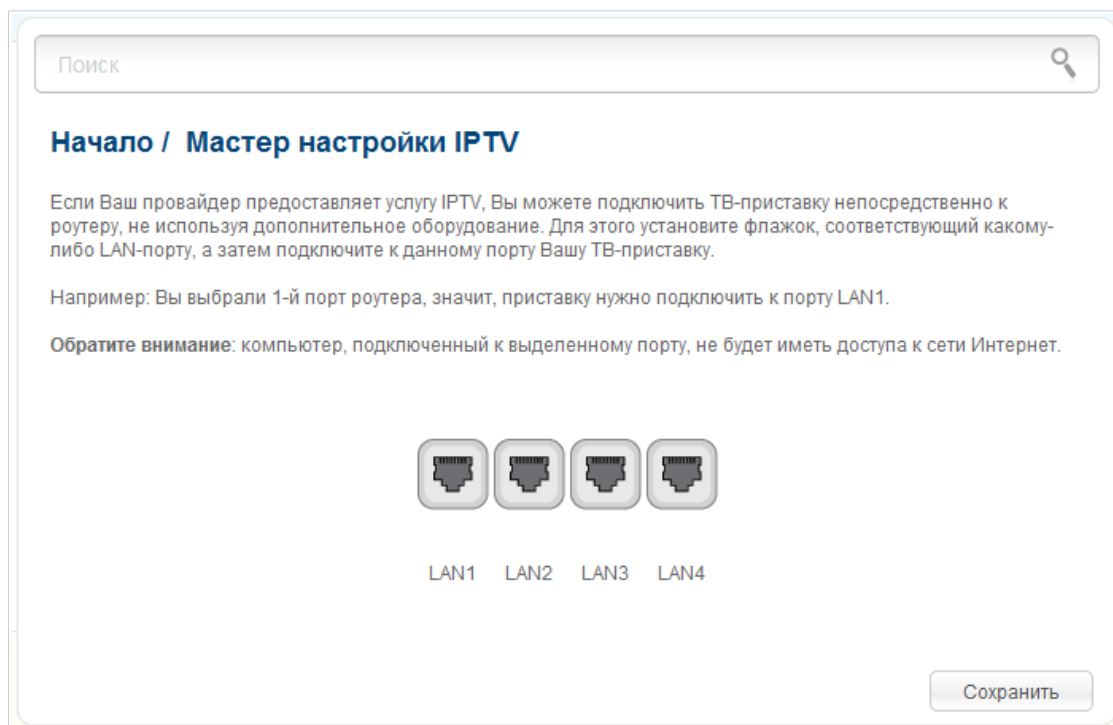 Поиск
Начало / Мастер настройки IPTV
Если Ваш провайдер предоставляет услугу IPTV, Вы можете подключить ТВ-приставку непосредственно к
роутеру, не используя дополнительное оборудование. Для этого установите флажок, соответствующий какому-
либо LAN-порту, а затем подключите к данному порту Вашу ТВ-приставку.
Например: Вы выбрали 1-й порт роутера, значит, приставку нужно подключить к порту LAN1.
Обратите внимание: компьютер, подключенный к выделенному порту, не будет иметь доступа к сети Интернет.
LAN1 LAN2 LAN3 LAN4
Сохранить